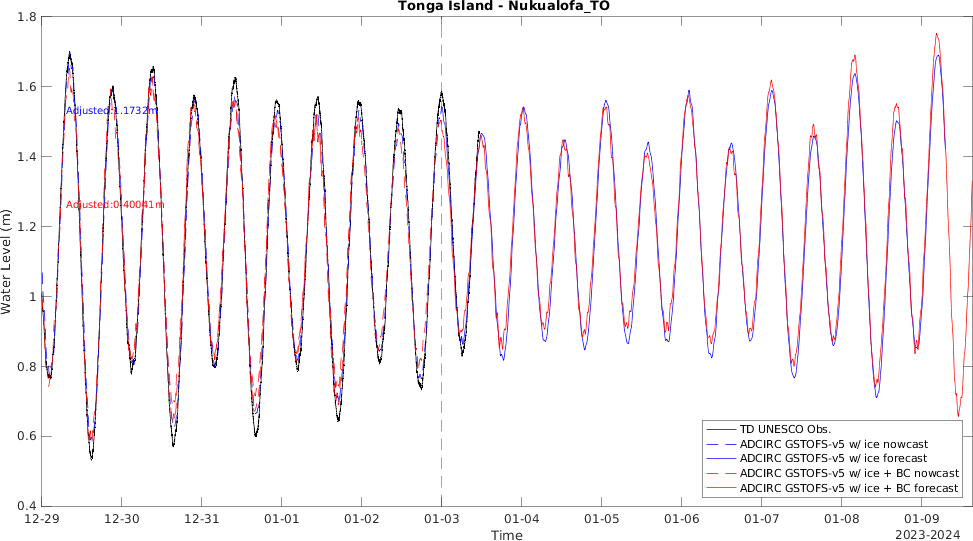 Tonga Island - Nukualofa_TO
1.8
1.6
1.4
1.2
1
0.8
0.6
0.4
Water Level (m)
Adjusted:1.1732m
Adjusted:0.40041m
TD UNESCO Obs.
ADCIRC GSTOFS-v5 w/ ice nowcast
ADCIRC GSTOFS-v5 w/ ice forecast
ADCIRC GSTOFS-v5 w/ ice + BC nowcast
ADCIRC GSTOFS-v5 w/ ice + BC forecast
12-29 12-30 12-31 01-01 01-02 01-03 01-04 01-05 01-06 01-07 01-08 01-09
Time
2023-2024